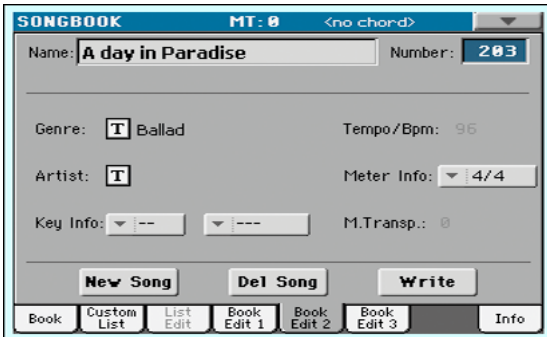 SONGBOOK MT:0 <no chord>
Name: A day in Paradise Number: 203
Genre: T Ballad Tempo/Bpm: 96
Artist: T Meter Info: 4/4
Key Info: -- --- M.Transp.: 0
New Song Del Song Write
Book Custom List List Edit Book Edit 1 Book Edit 2 Book Edit 3 Info